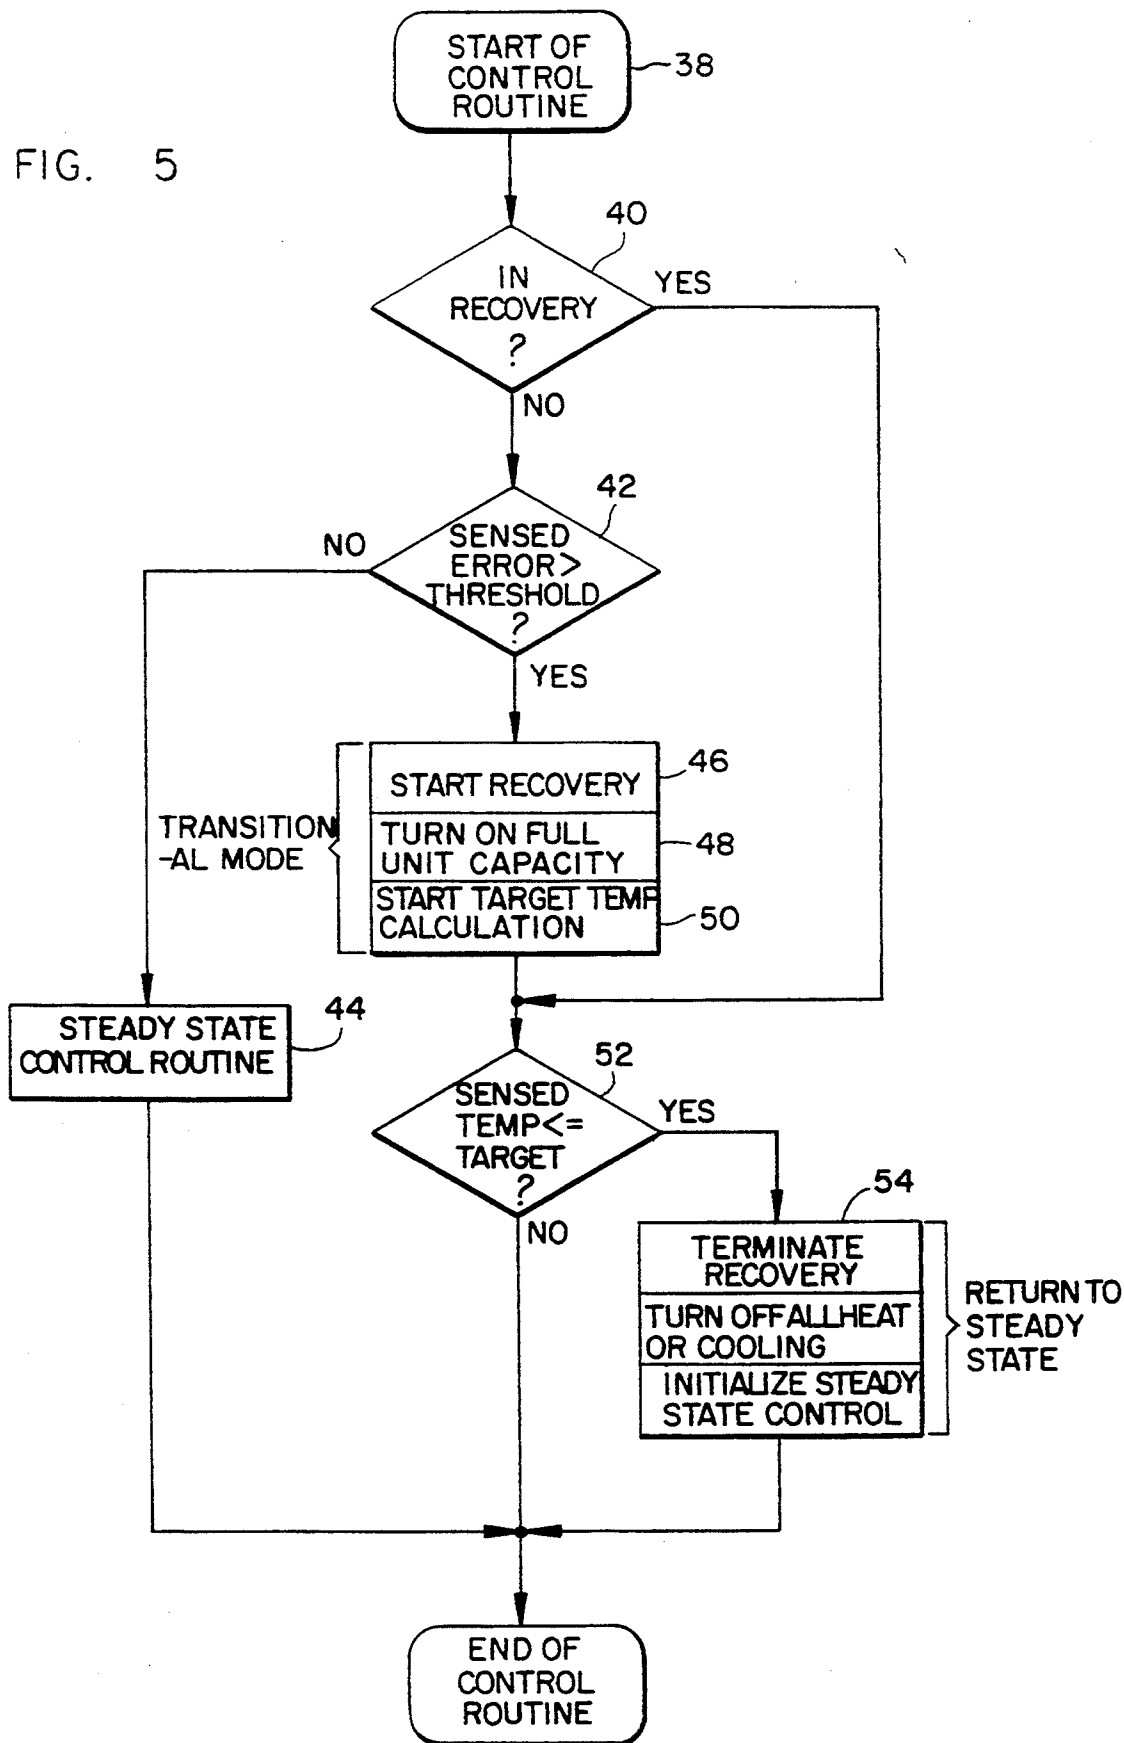 START OF
CONTROL
ROUTINE
38
FIG. 5
40
IN
RECOVERY
?
YES
NO
42
SENSED
ERROR>
THRESHOLD
?
NO
YES
46
START RECOVERY
TRANSITION
-AL MODE
TURN ON FULL
UNIT CAPACITY
48
START TARGET TEMP
CALCULATION
50
STEADY STATE
CONTROL ROUTINE
44
52
SENSED
TEMP<=
TARGET
?
YES
NO
54
TERMINATE
RECOVERY
TURN OFF ALL HEAT
OR COOLING
INITIALIZE STEADY
STATE CONTROL
RETURN TO
STEADY
STATE
END OF
CONTROL
ROUTINE